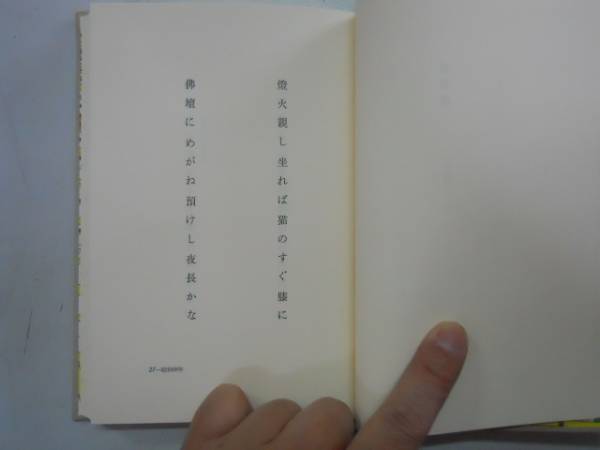 燈火親し坐れば猫のすぐ膝に
佛壇にめがね預けし夜長かな